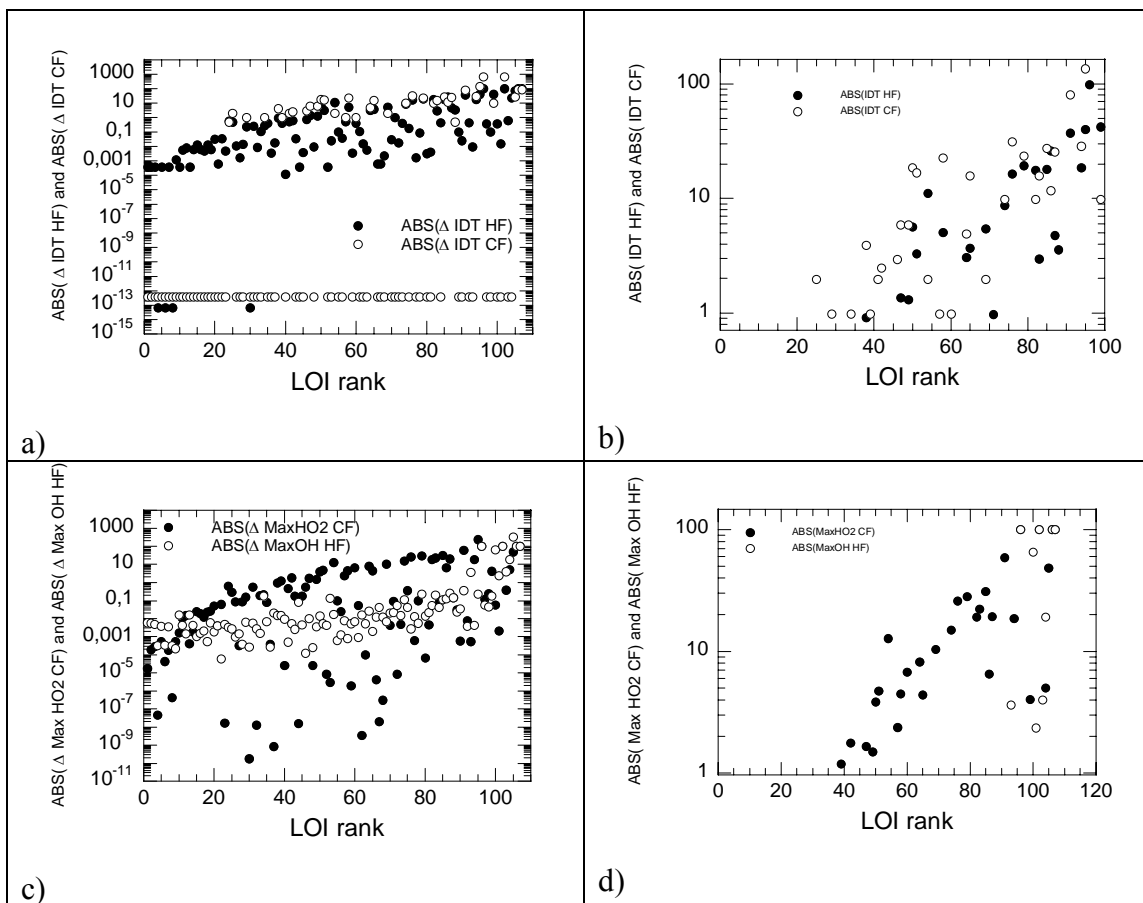 ABS(Δ IDT HF) and ABS(Δ IDT CF)
1000
10
0,1
0,001
10-5
10-7
10-9
10-11
10-13
10-15
ABS(Δ IDT HF)
ABS(Δ IDT CF)
0 20 40 60 80 100
LOI rank
a)
ABS( IDT HF) and ABS( IDT CF)
100
10
1
ABS(IDT HF)
ABS(IDT CF)
0 20 40 60 80 100
LOI rank
b)
ABS(Δ Max HO2 CF) and ABS(Δ Max OH HF)
1000
10
0,1
0,001
10-5
10-7
10-9
10-11
ABS(Δ MaxHO2 CF)
ABS(Δ MaxOH HF)
0 20 40 60 80 100
LOI rank
c)
ABS( Max HO2 CF) and ABS( Max OH HF)
100
10
1
ABS(MaxHO2 CF)
ABS(MaxOH HF)
0 20 40 60 80 100 120
LOI rank
d)